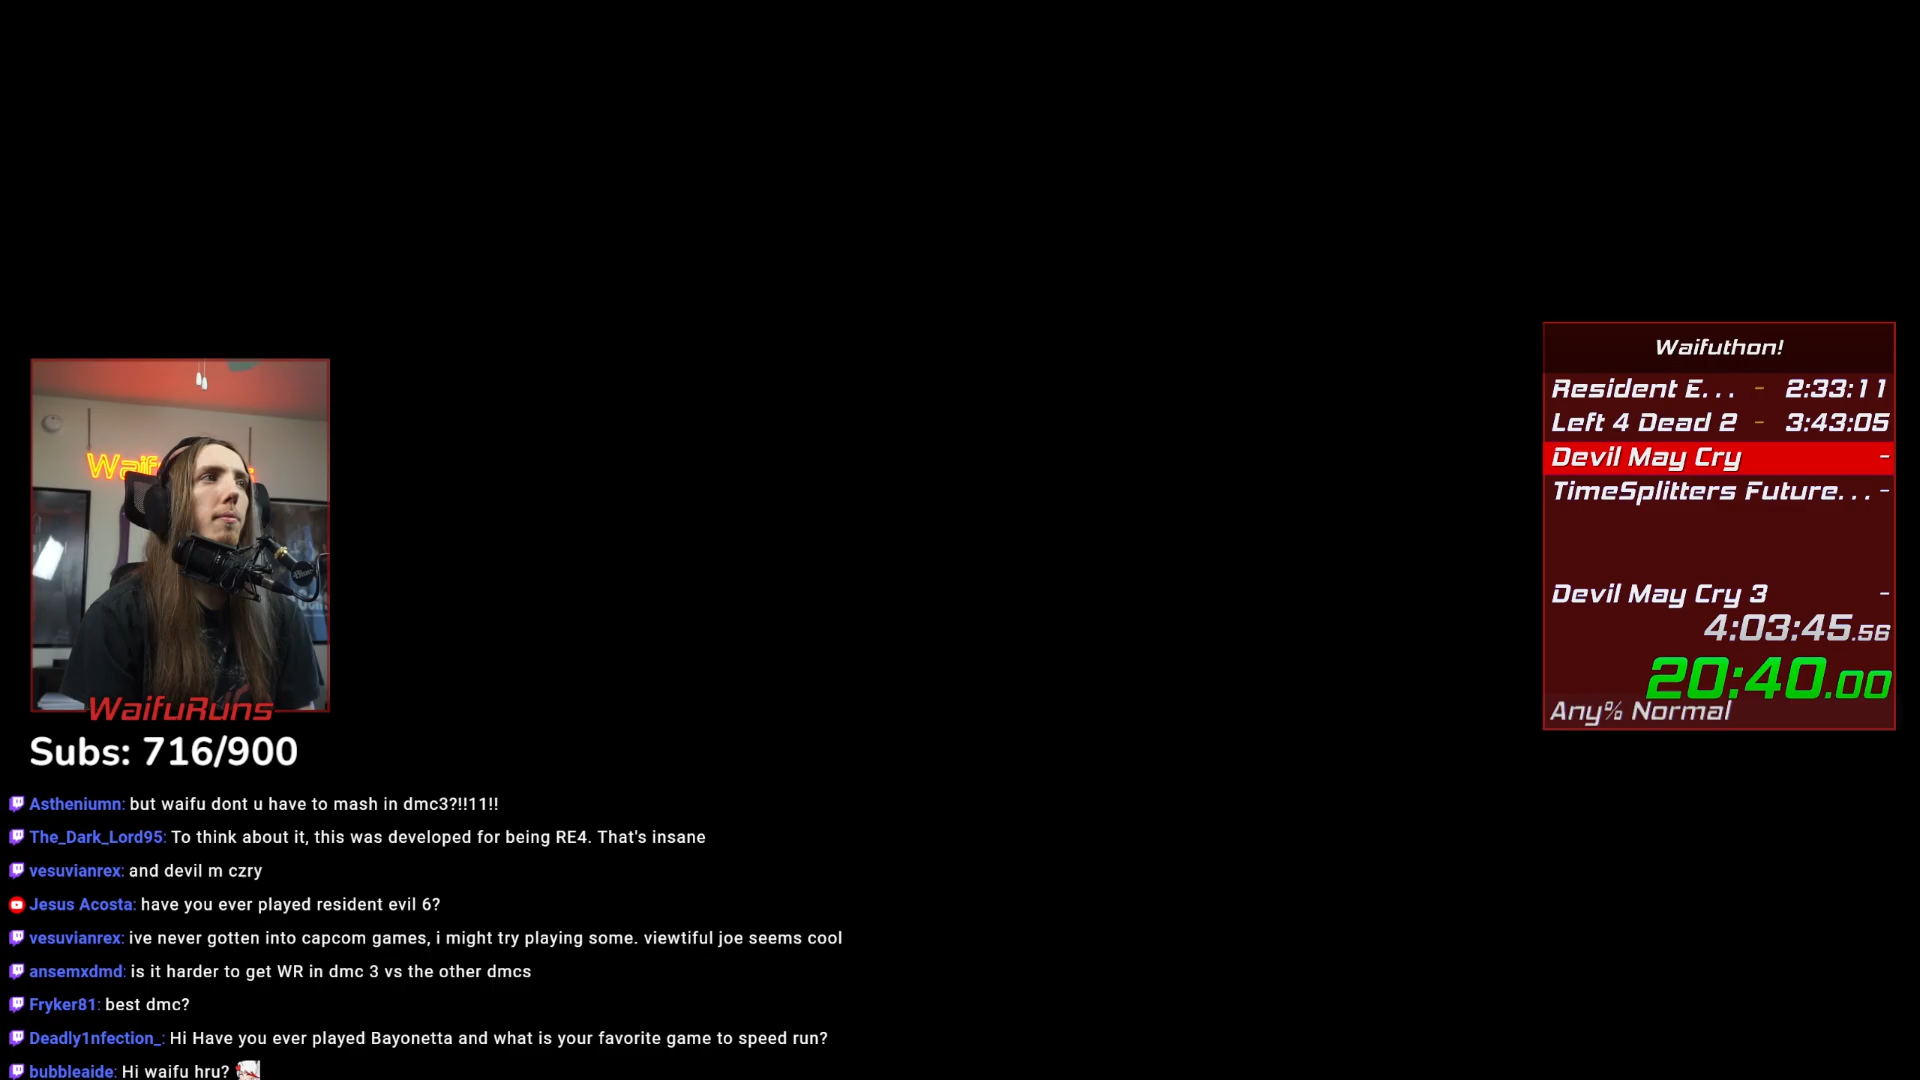 Waifuthon!
Resident E... - 2:33:11
Left 4 Dead 2 - 3:43:05
Devil May Cry -
TimeSplitters Future... -
Devil May Cry 3 -
4:03:45.56
20:40.00
Any% Normal
WaifuRuns
Subs: 716/900
Astheniumn: but waifu dont u have to mash in dmc3?!!11!!
The_Dark_Lord95: To think about it, this was developed for being RE4. That's insane
vesuvianrex: and devil m czry
Jesus Acosta: have you ever played resident evil 6?
vesuvianrex: ive never gotten into capcom games, i might try playing some. viewtiful joe seems cool
ansemxdmd: is it harder to get WR in dmc 3 vs the other dmcs
Fryker81: best dmc?
Deadly1nfection_: Hi Have you ever played Bayonetta and what is your favorite game to speed run?
bubbleaide: Hi waifu hru?